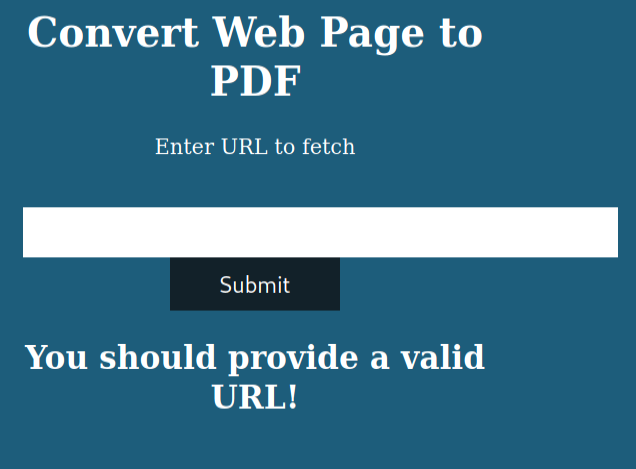 Convert Web Page to
PDF
Enter URL to fetch
Submit
You should provide a valid
URL!